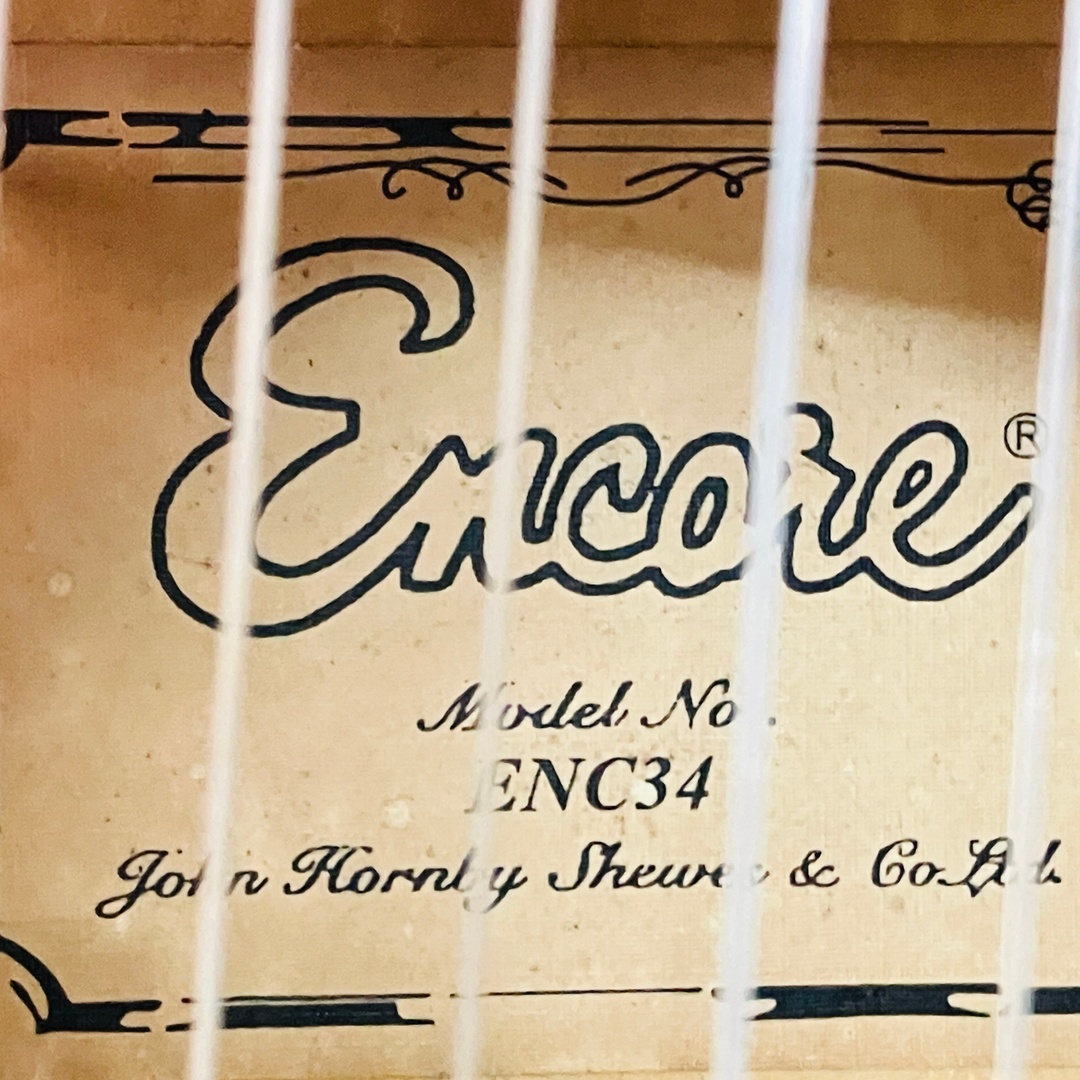 Encore®
Model No.
ENC34
John Hornby Skewes & Co.Ltd.